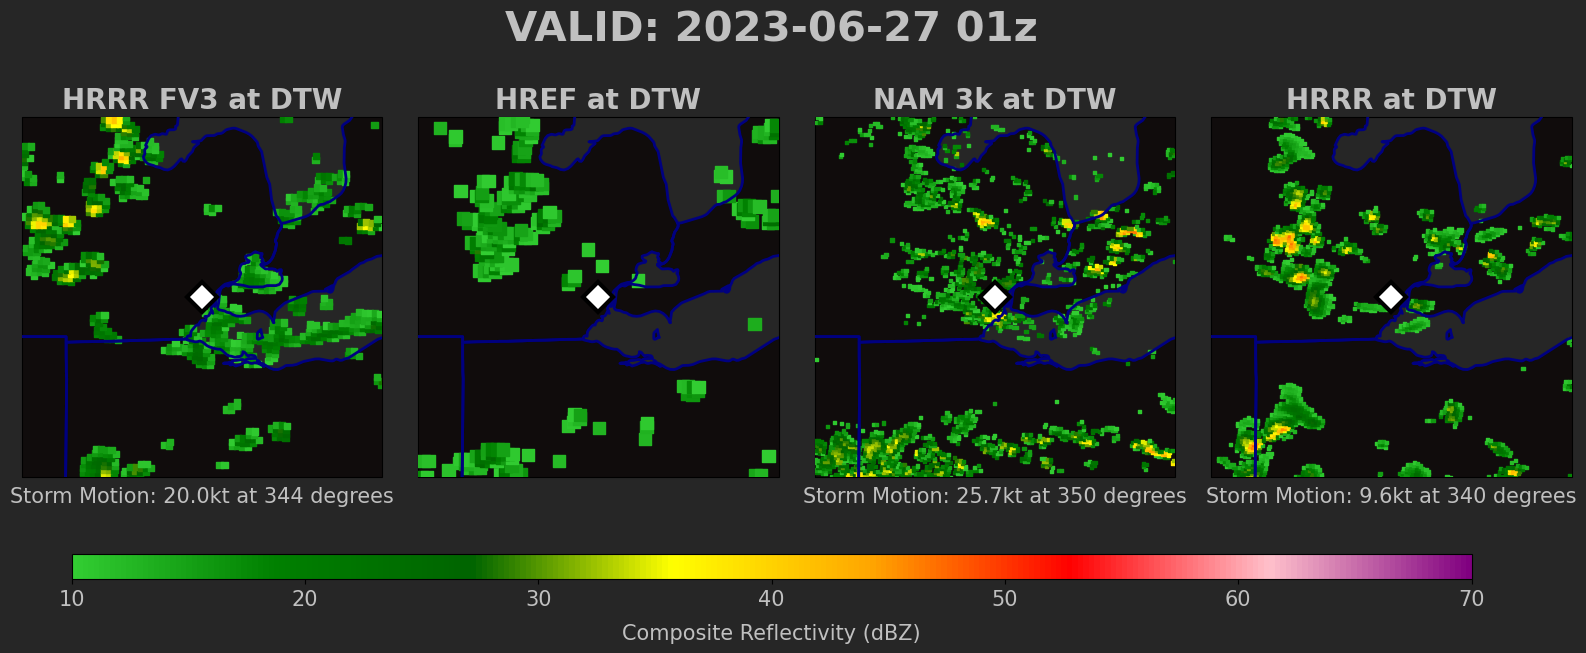 VALID: 2023-06-27 01z
HRRR FV3 at DTW
HREF at DTW
NAM 3k at DTW
HRRR at DTW
Storm Motion: 20.0kt at 344 degrees
Storm Motion: 25.7kt at 350 degrees
Storm Motion: 9.6kt at 340 degrees
10 20 30 40 50 60 70
Composite Reflectivity (dBZ)